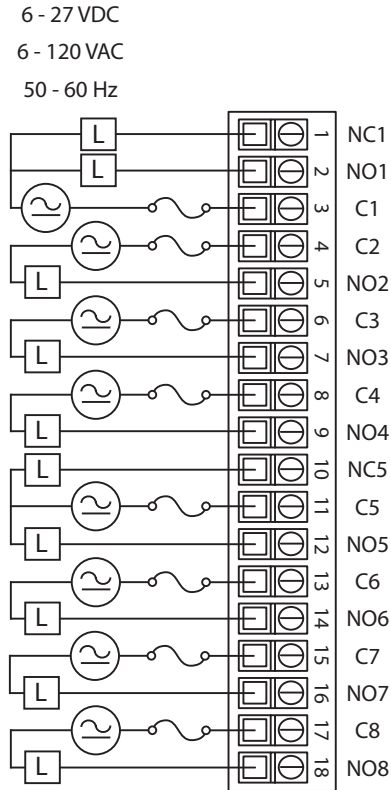 6 - 27 VDC
6 - 120 VAC
50 - 60 Hz
L 1 NC1
L 2 NO1
3 C1
4 C2
L 5 NO2
6 C3
L 7 NO3
8 C4
L 9 NO4
L 10 NC5
11 C5
L 12 NO5
13 C6
L 14 NO6
15 C7
L 16 NO7
17 C8
L 18 NO8